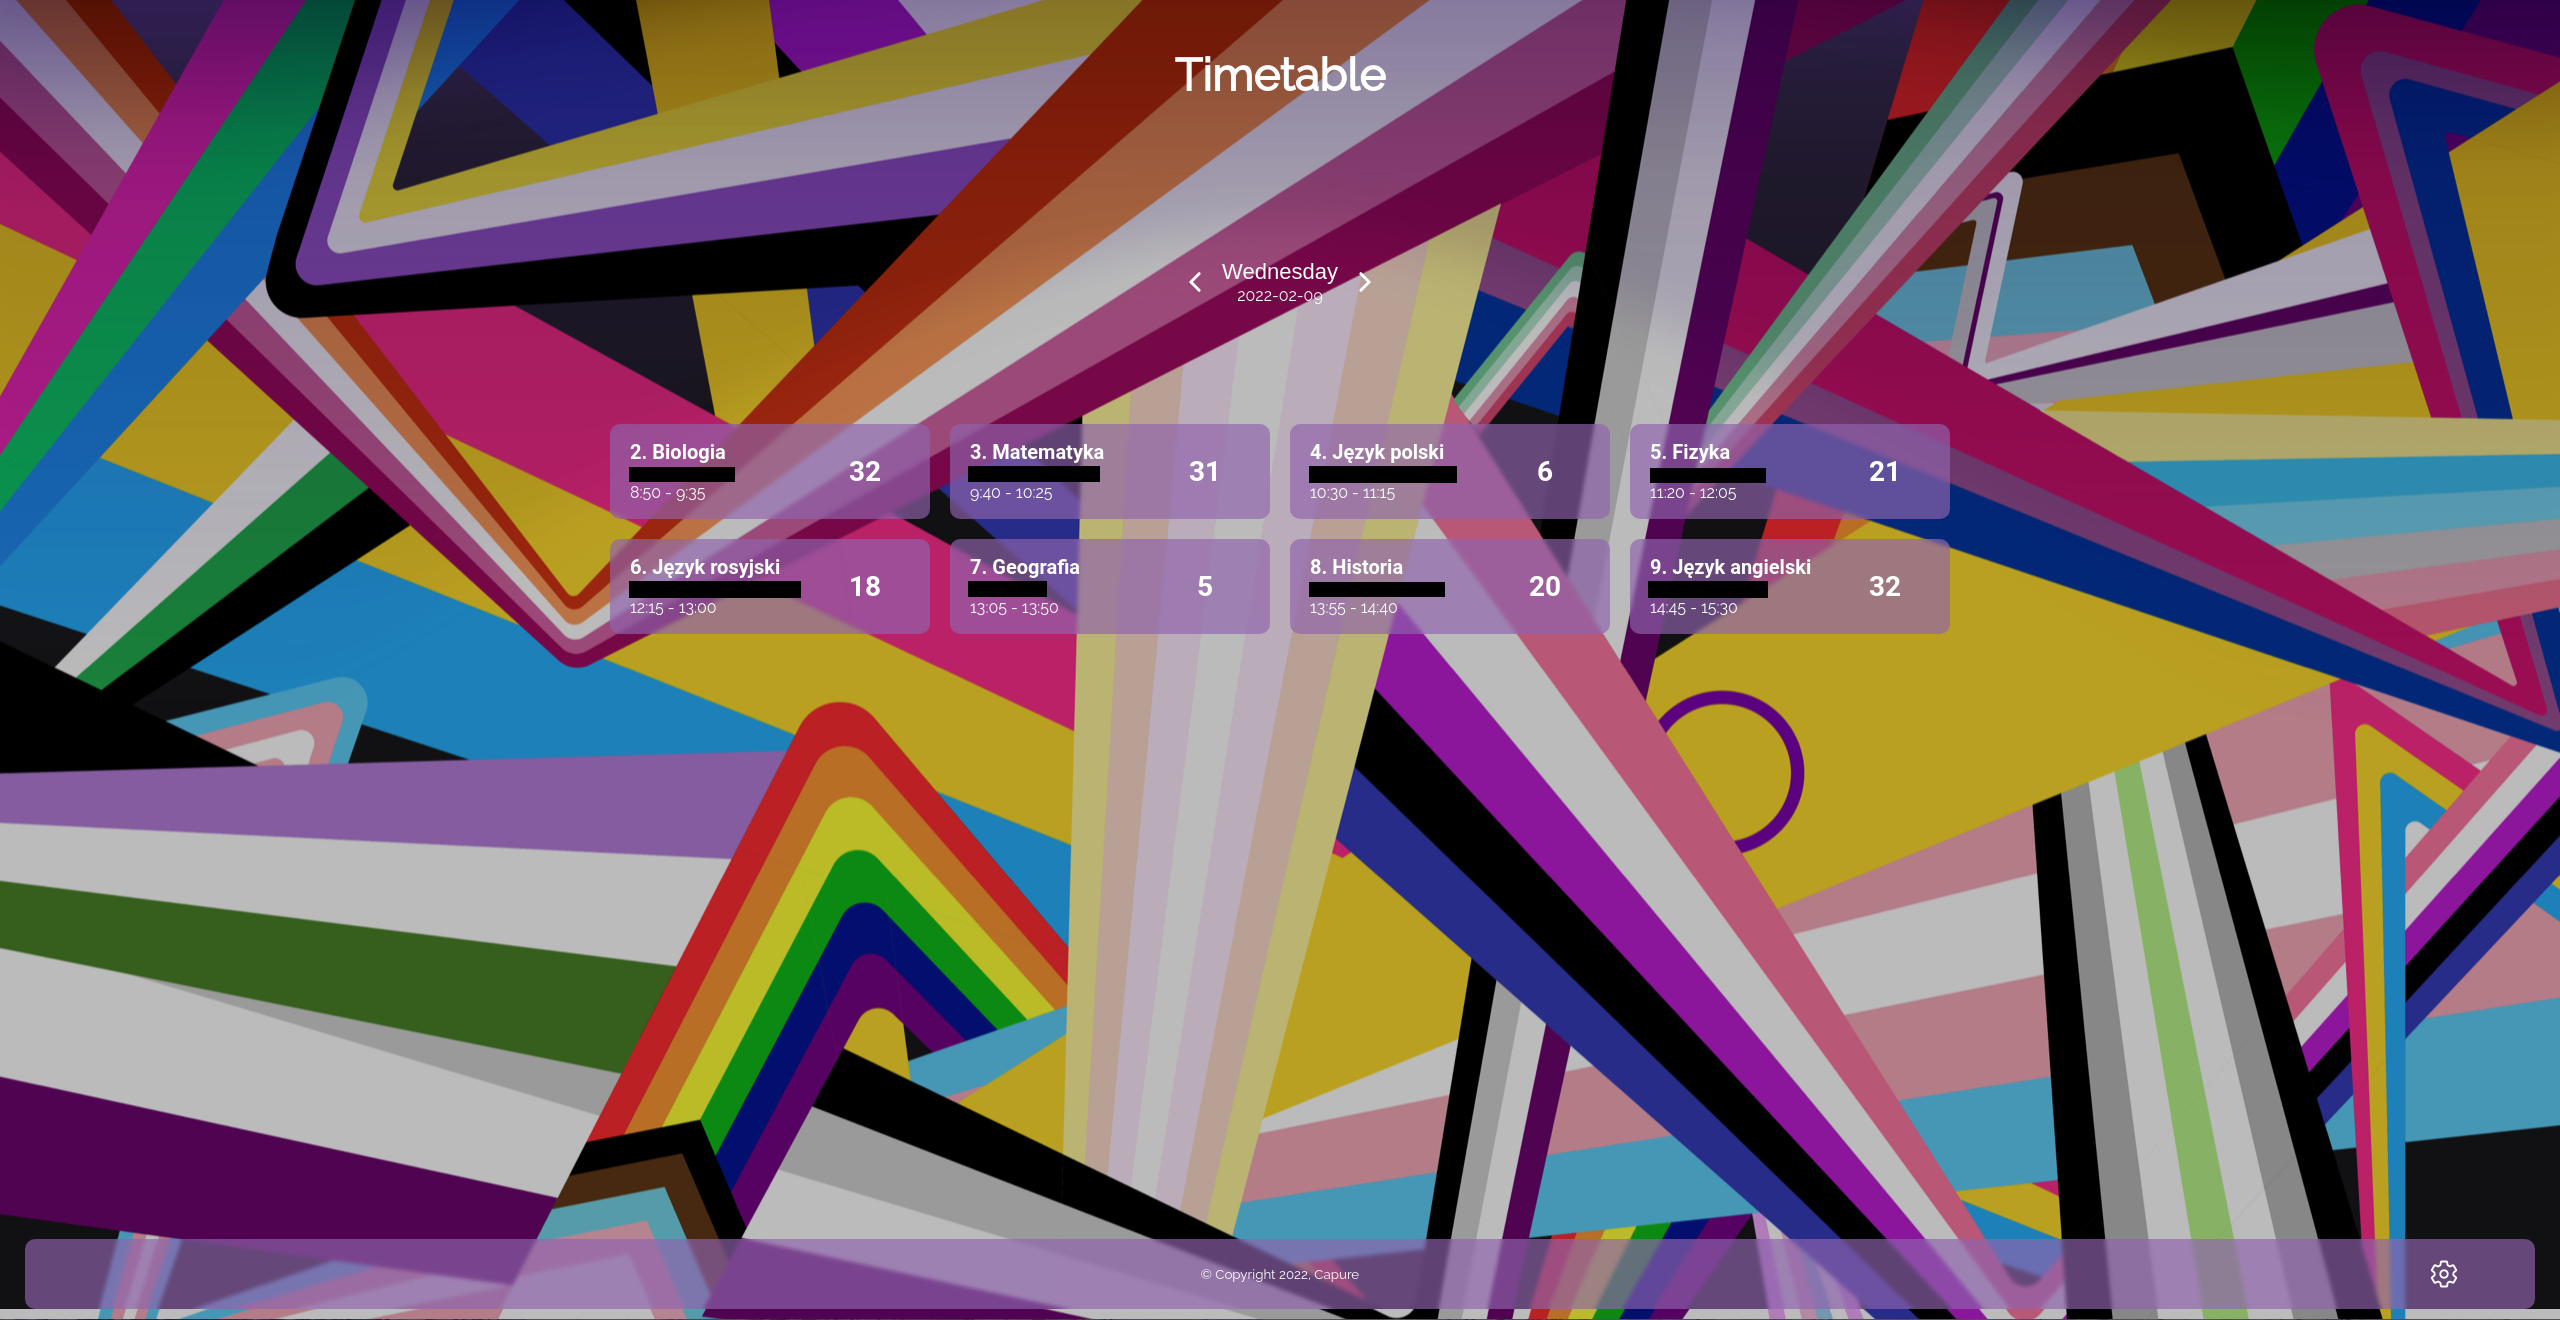 Timetable
Wednesday
2022-02-09
2. Biologia
8:50 - 9:35
32
3. Matematyka
9:40 - 10:25
31
4. Język polski
10:30 - 11:15
6
5. Fizyka
11:20 - 12:05
21
6. Język rosyjski
12:15 - 13:00
18
7. Geografia
13:05 - 13:50
5
8. Historia
13:55 - 14:40
20
9. Język angielski
14:45 - 15:30
32
© Copyright 2022, Capure